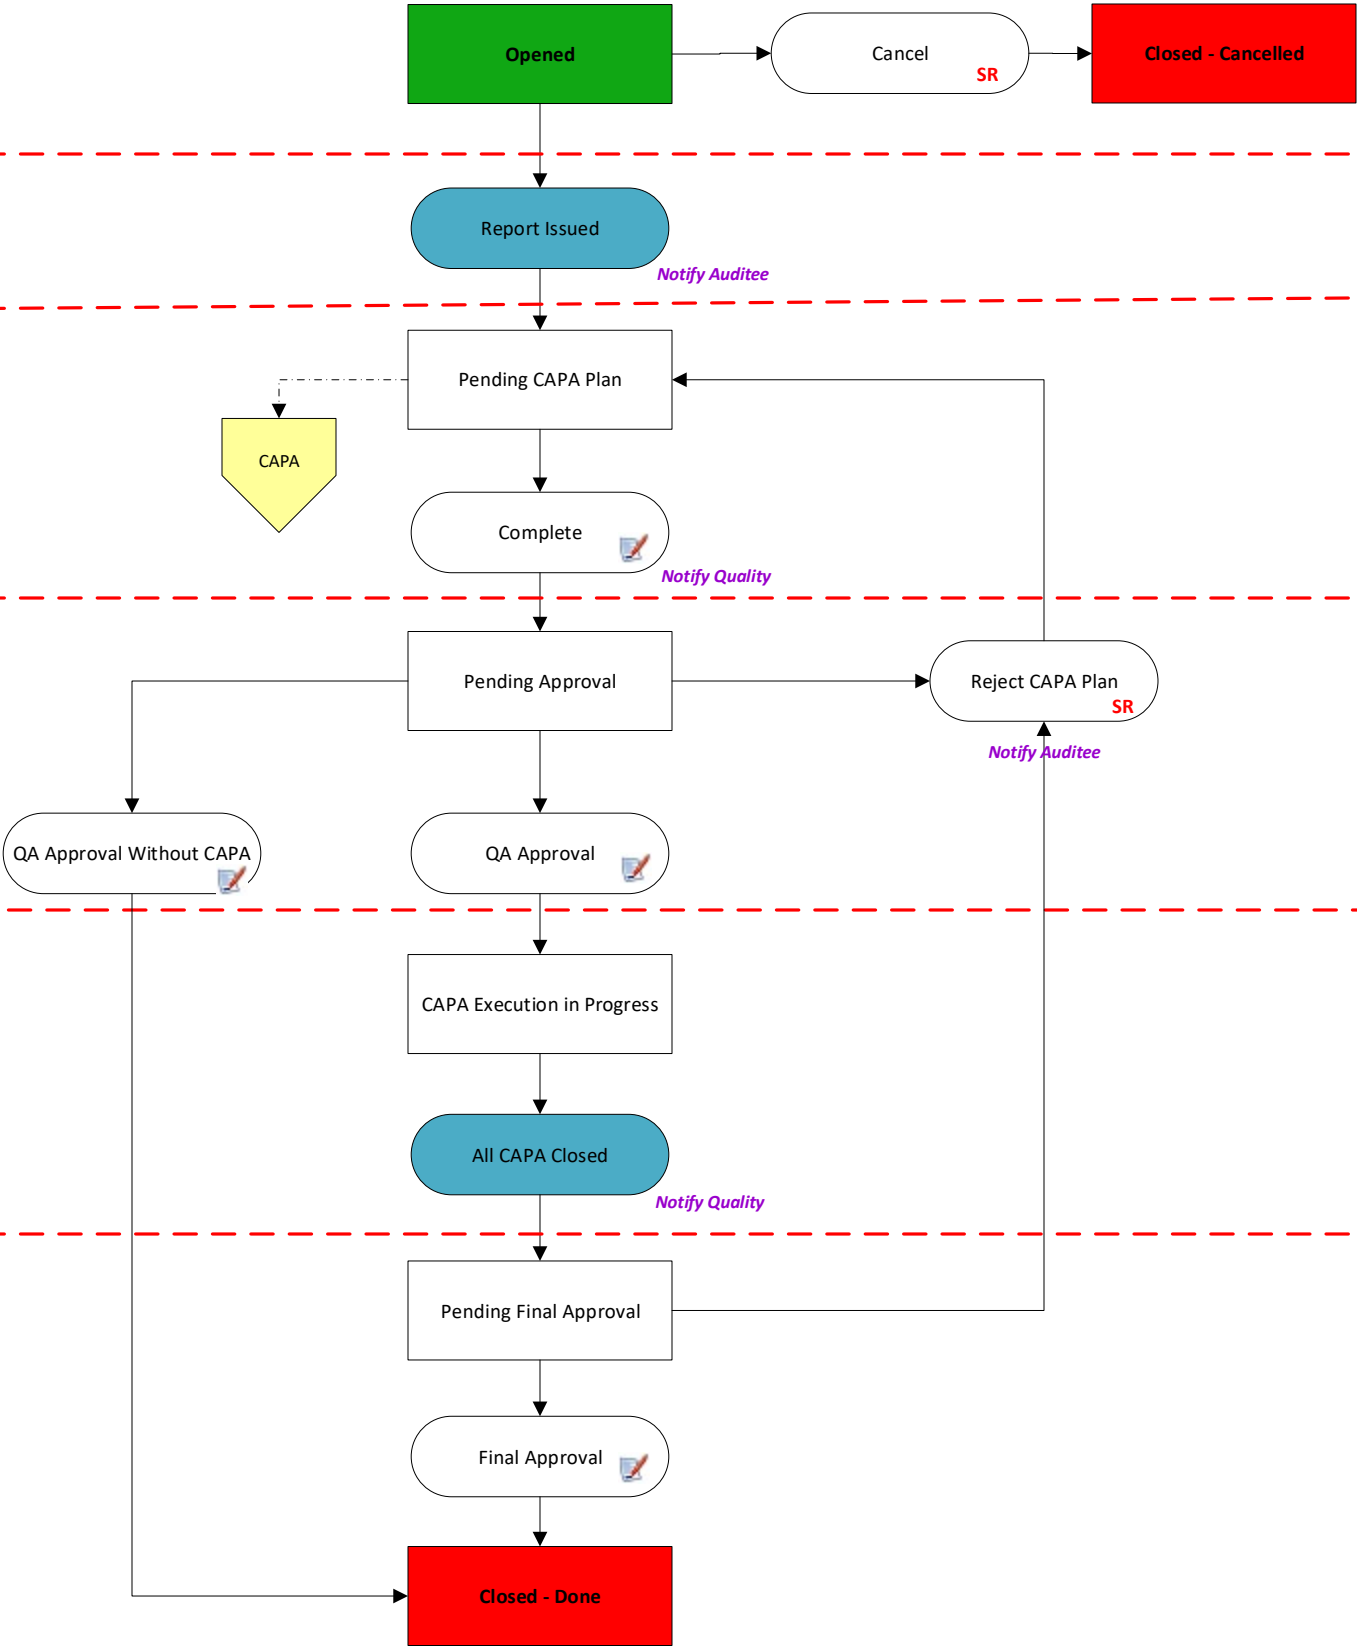 Opened
Cancel
SR
Closed - Cancelled
Report Issued
Notify Auditee
Pending CAPA Plan
CAPA
Complete
Notify Quality
Pending Approval
Reject CAPA Plan
SR
Notify Auditee
QA Approval Without CAPA
QA Approval
CAPA Execution in Progress
All CAPA Closed
Notify Quality
Pending Final Approval
Final Approval
Closed - Done